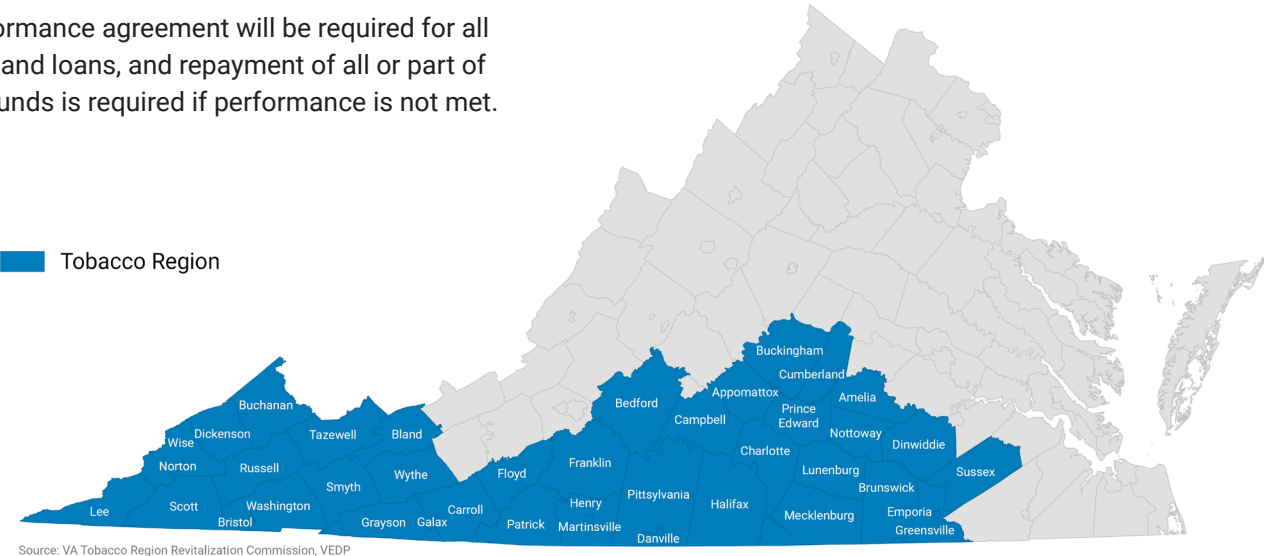 ormance agreement will be required for all
and loans, and repayment of all or part of
unds is required if performance is not met.
Tobacco Region
Buckingham
Cumberland
Buchanan
Bedford
Appomattox
Amelia
Campbell
Prince
Edward
Dickenson
Wise
Tazewell
Bland
Nottoway
Dinwiddie
Charlotte
Norton
Russell
Wythe
Floyd
Franklin
Lunenburg
Sussex
Smyth
Brunswick
Pittsylvania
Lee
Scott
Washington
Carroll
Henry
Halifax
Mecklenburg
Emporia
Bristol
Grayson
Galax
Patrick
Martinsville
Greensville
Danville
Source: VA Tobacco Region Revitalization Commission, VEDP